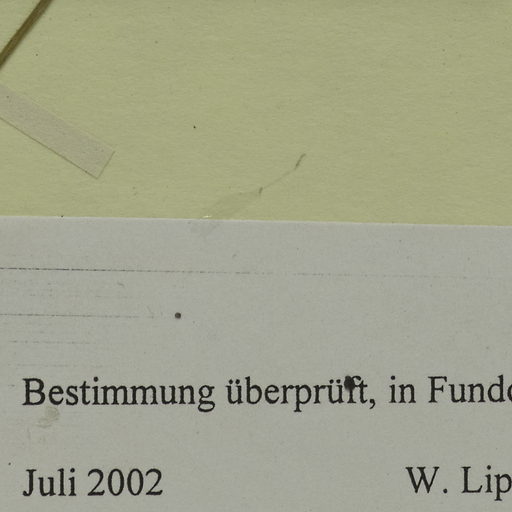 Bestimmung überprüft, in Fundo
Juli 2002 W. Lip